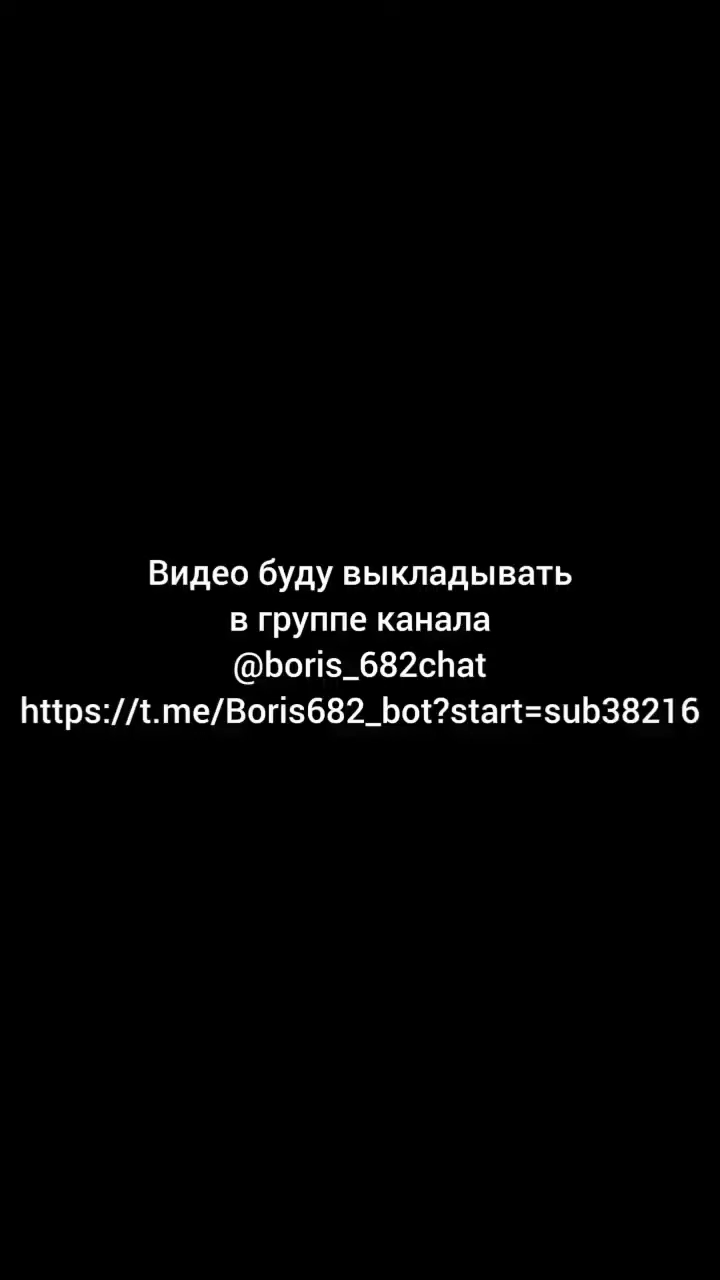 Видео буду выкладывать
в группе канала
@boris_682chat
https://t.me/Boris682_bot?start=sub38216